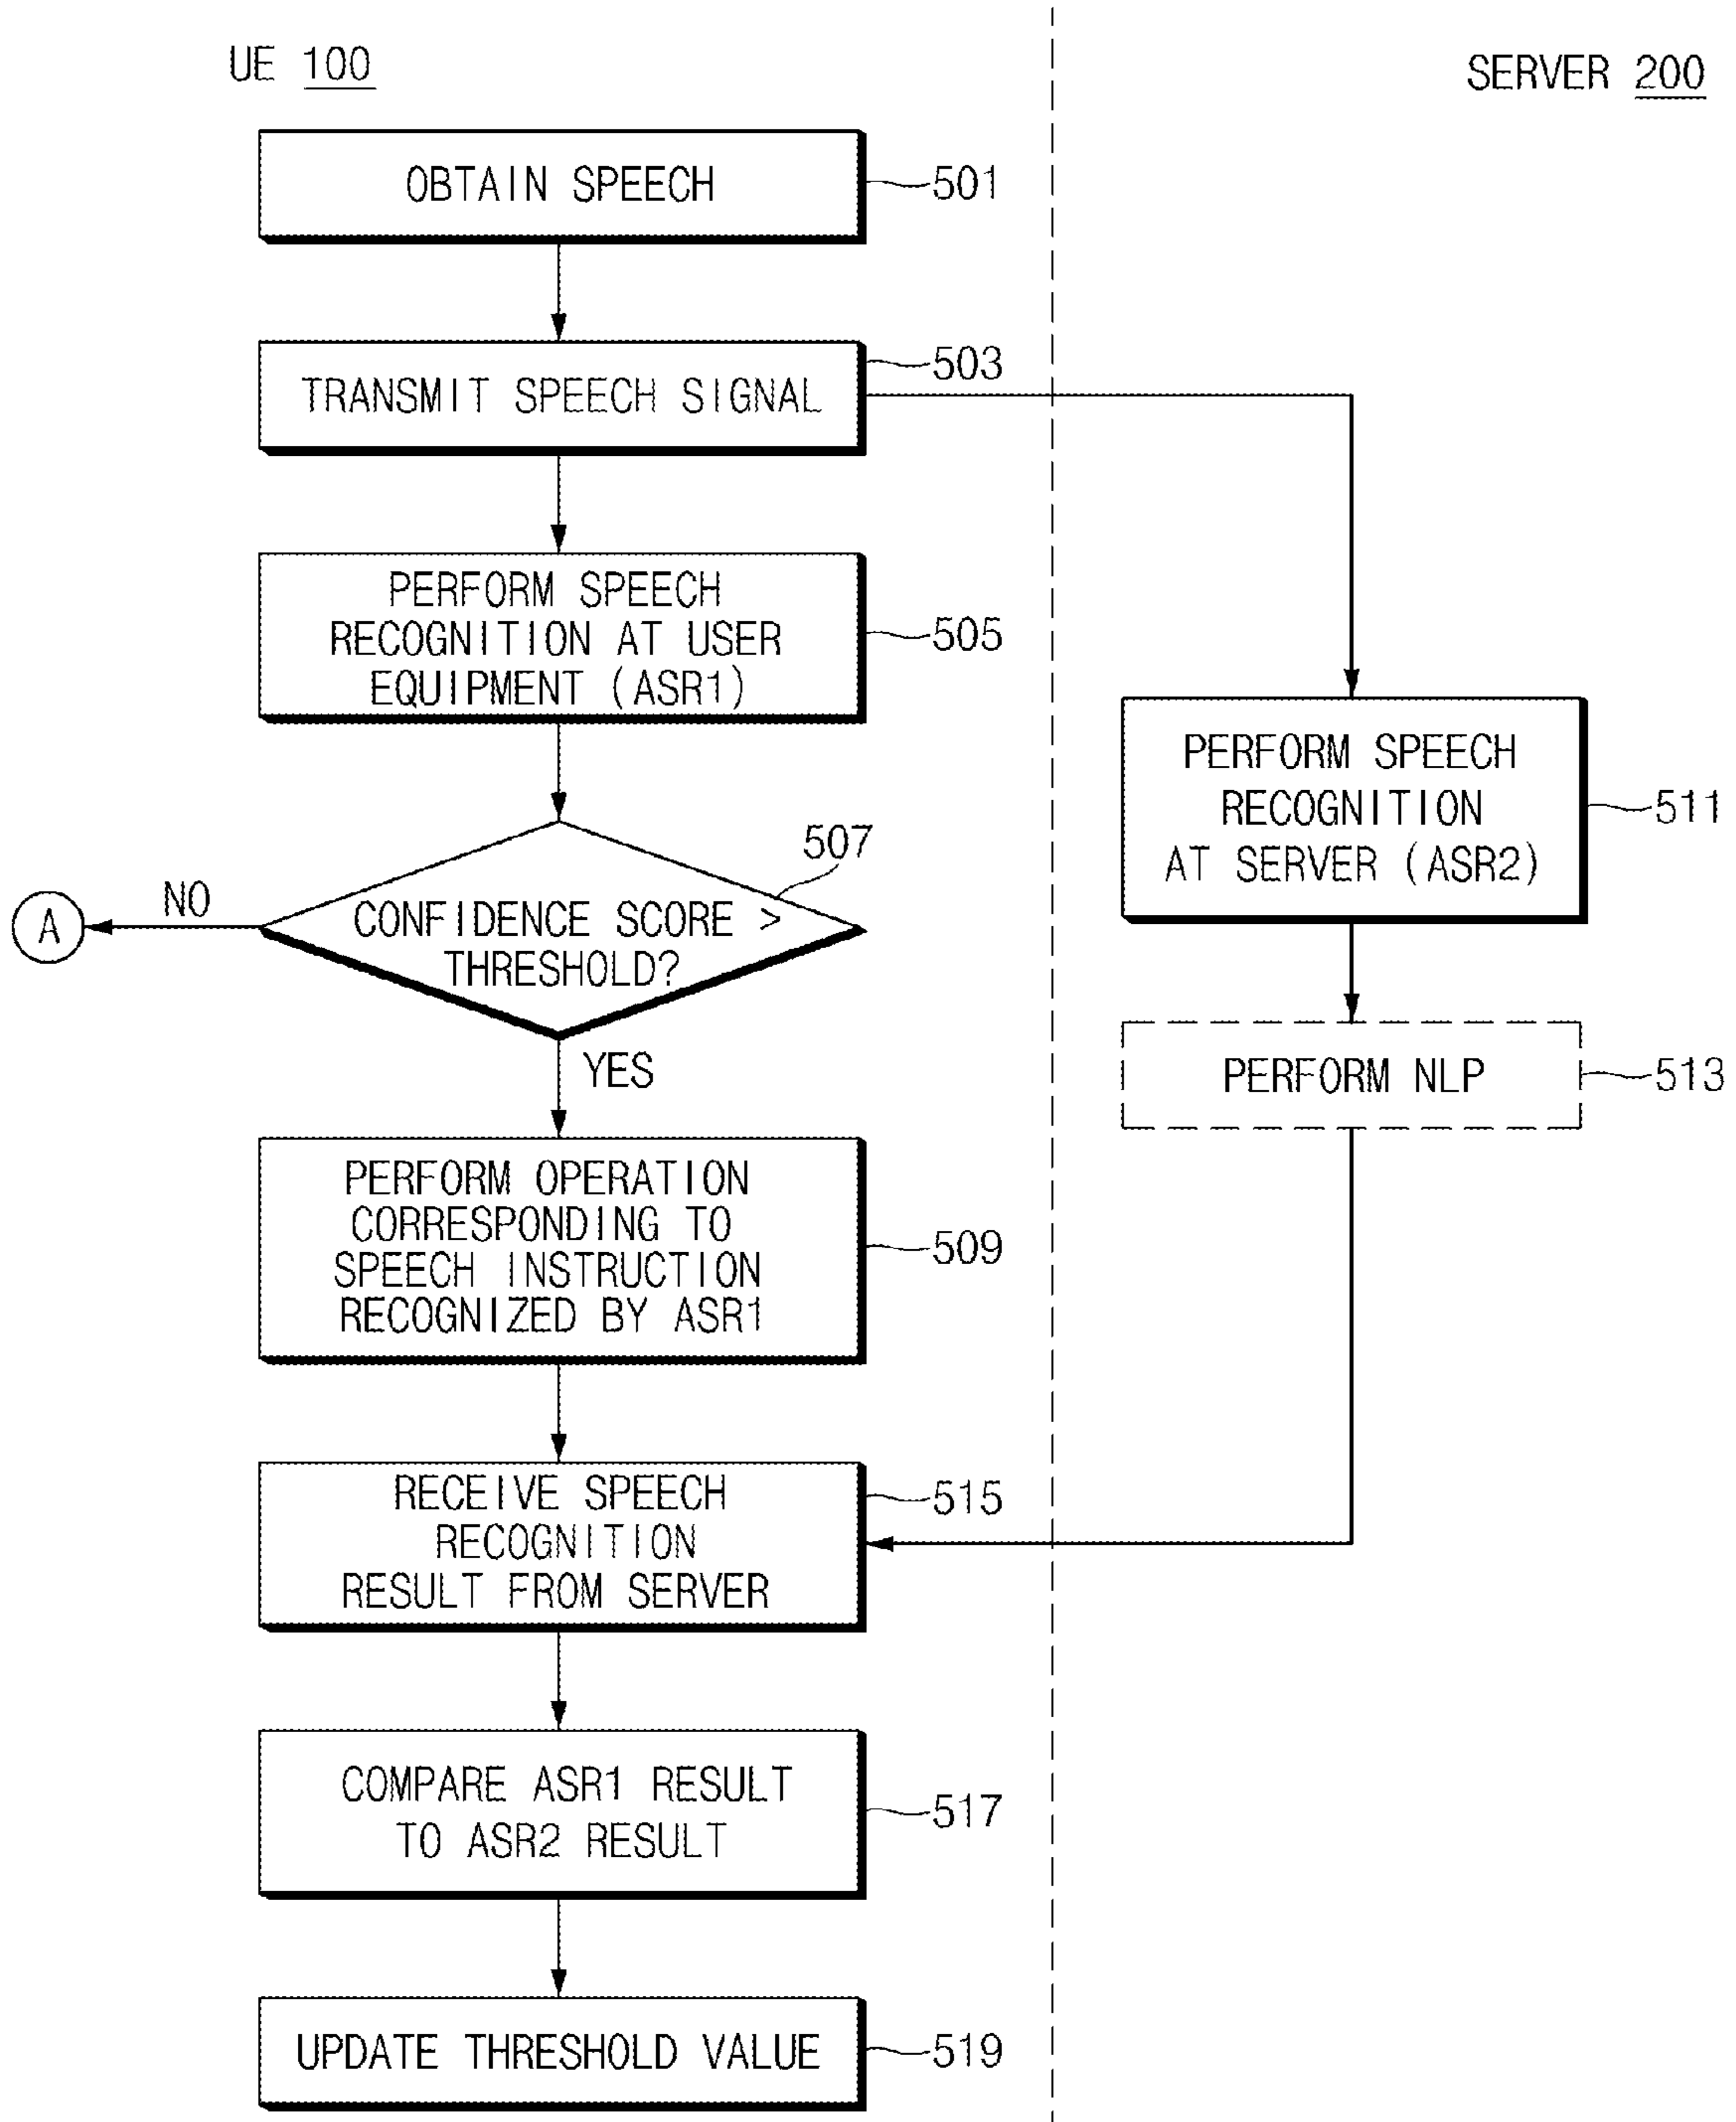 UE 100
SERVER 200
OBTAIN SPEECH
501
TRANSMIT SPEECH SIGNAL
503
PERFORM SPEECH
RECOGNITION AT USER
EQUIPMENT (ASR1)
505
507
CONFIDENCE SCORE >
THRESHOLD?
NO
A
YES
PERFORM SPEECH
RECOGNITION
AT SERVER (ASR2)
511
PERFORM NLP
513
PERFORM OPERATION
CORRESPONDING TO
SPEECH INSTRUCTION
RECOGNIZED BY ASR1
509
RECEIVE SPEECH
RECOGNITION
RESULT FROM SERVER
515
COMPARE ASR1 RESULT
TO ASR2 RESULT
517
UPDATE THRESHOLD VALUE
519